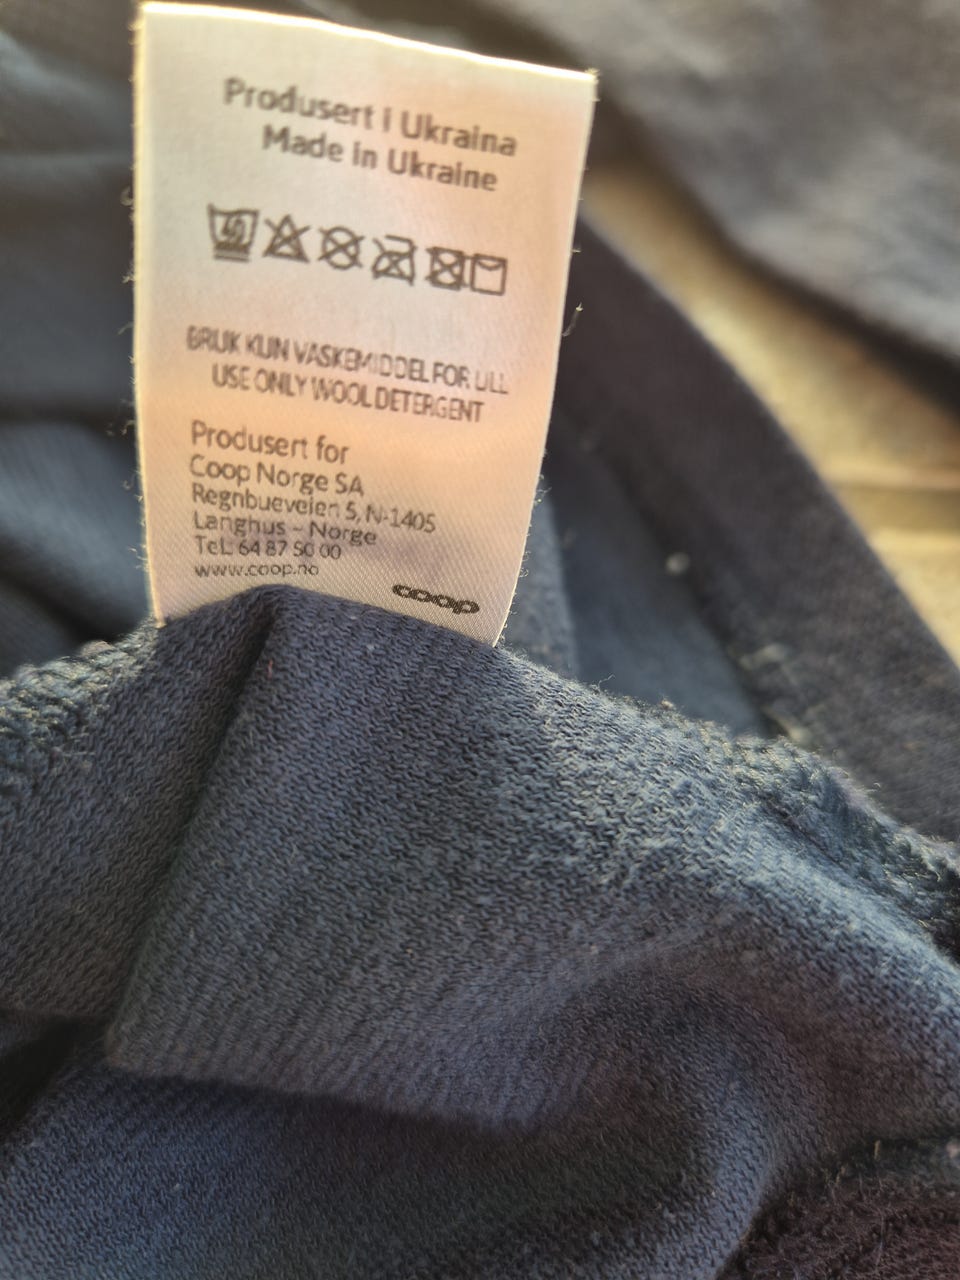 Produsert i Ukraina
Made in Ukraine
40
BRUK KUN VASKEMIDDEL FOR ULL
USE ONLY WOOL DETERGENT
Produsert for
Coop Norge SA
Regnbueveien 5, N-1405
Langhus - Norge
Tel. 64 87 50 00
www.coop.no
coop